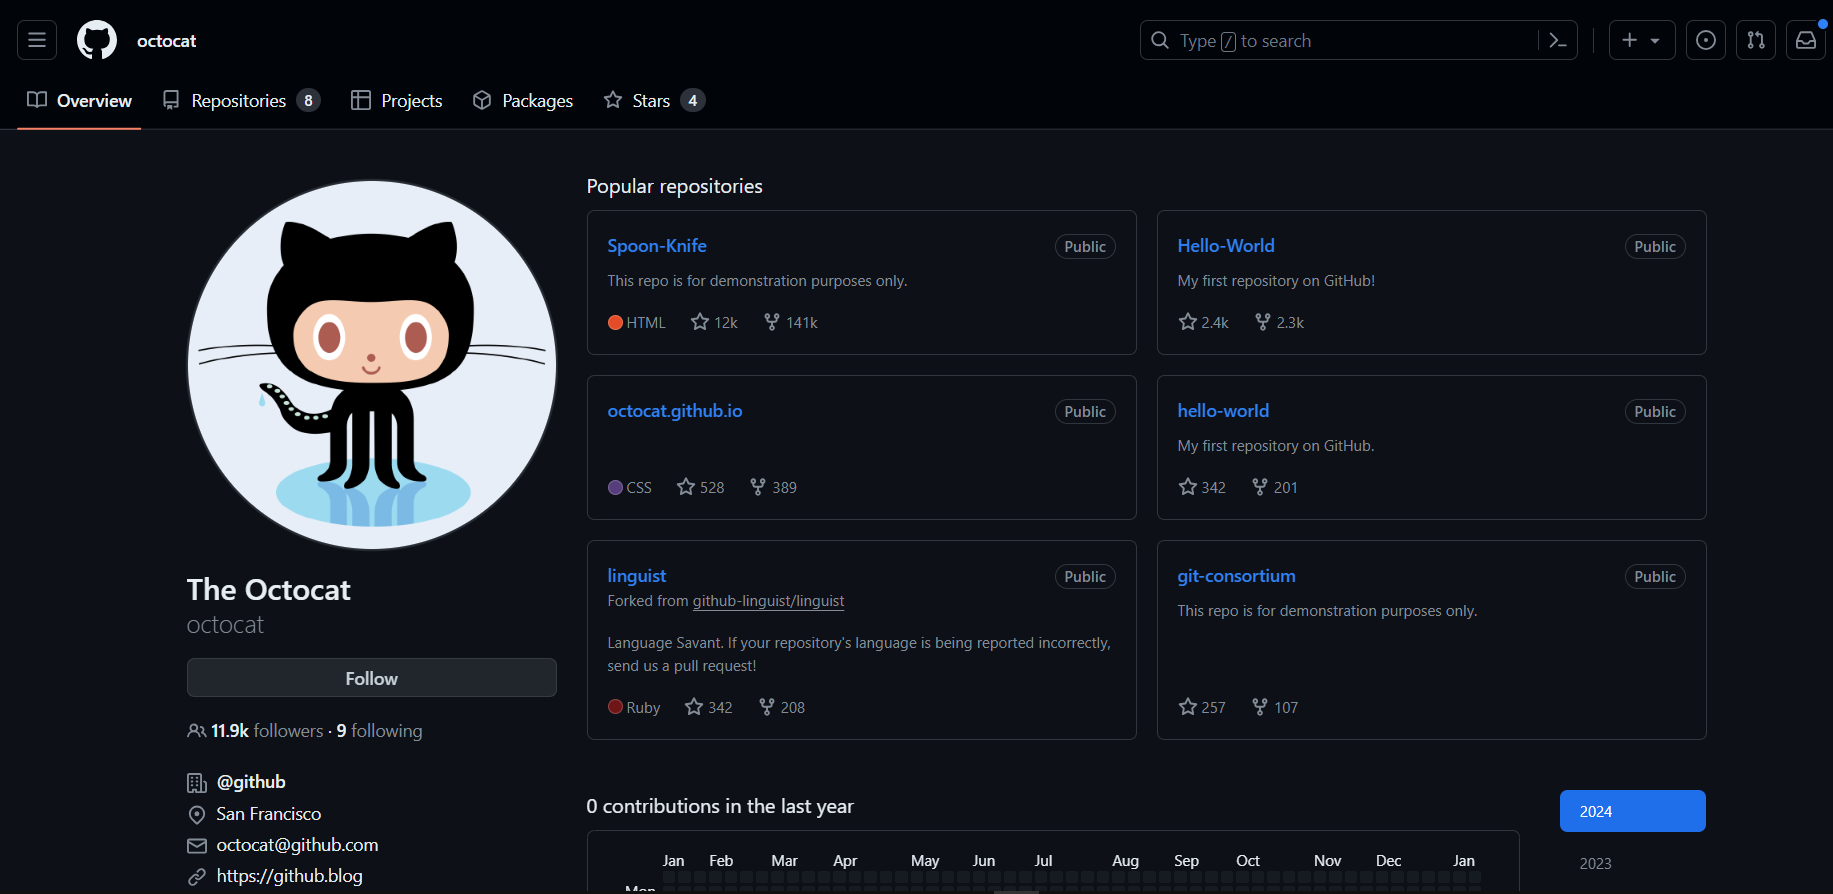 octocat
Type / to search
Overview
Repositories 8
Projects
Packages
Stars 4
The Octocat
octocat
Follow
11.9k followers · 9 following
@github
San Francisco
octocat@github.com
https://github.blog
Popular repositories
Spoon-Knife Public
This repo is for demonstration purposes only.
HTML 12k 141k
Hello-World Public
My first repository on GitHub!
2.4k 2.3k
octocat.github.io Public
CSS 528 389
hello-world Public
My first repository on GitHub.
342 201
linguist Public
Forked from github-linguist/linguist
Language Savant. If your repository's language is being reported incorrectly,
send us a pull request!
Ruby 342 208
git-consortium Public
This repo is for demonstration purposes only.
257 107
0 contributions in the last year
Jan Feb Mar Apr May Jun Jul Aug Sep Oct Nov Dec Jan
Mon
2024
2023